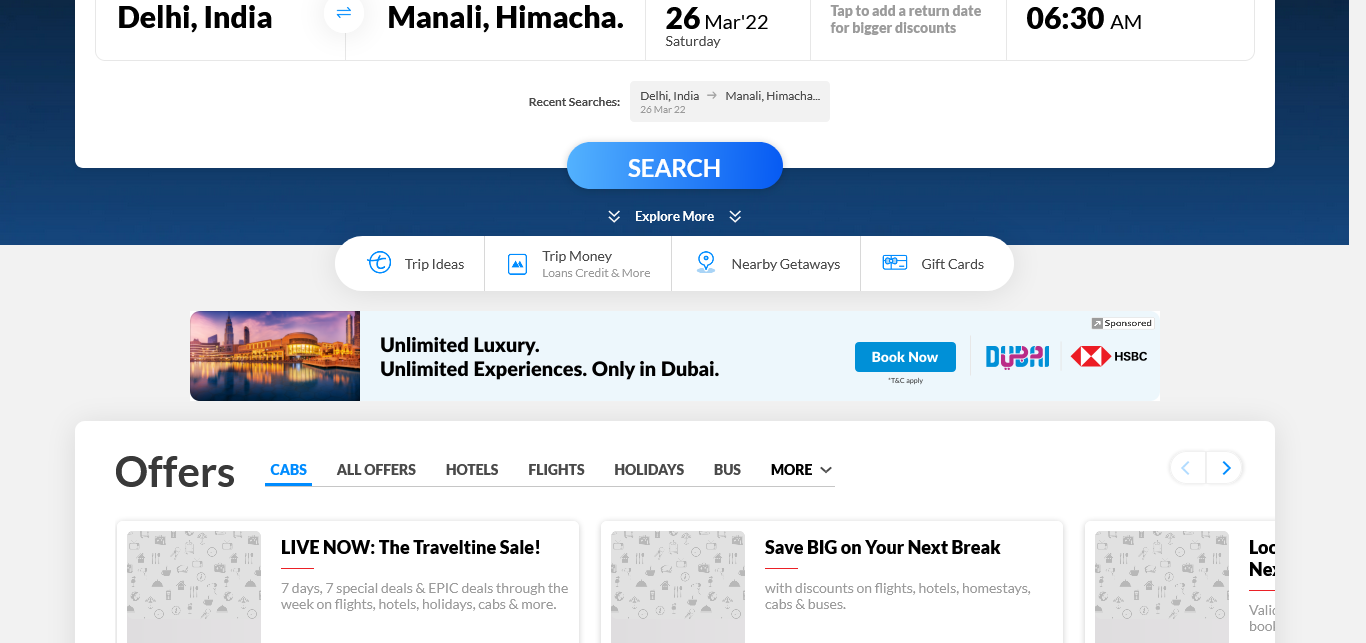 Delhi, India
Manali, Himacha.
26 Mar'22
Saturday
Tap to add a return date
for bigger discounts
06:30 AM
Recent Searches:
Delhi, India
Manali, Himacha...
26 Mar 22
SEARCH
Explore More
Trip Ideas
Trip Money
Loans Credit & More
Nearby Getaways
Gift Cards
Unlimited Luxury.
Unlimited Experiences. Only in Dubai.
Sponsored
Book Now
*T&C apply
DUBAI
HSBC
Offers
CABS
ALL OFFERS
HOTELS
FLIGHTS
HOLIDAYS
BUS
MORE
LIVE NOW: The Traveltine Sale!
7 days, 7 special deals & EPIC deals through the
week on flights, hotels, holidays, cabs & more.
Save BIG on Your Next Break
with discounts on flights, hotels, homestays,
cabs & buses.